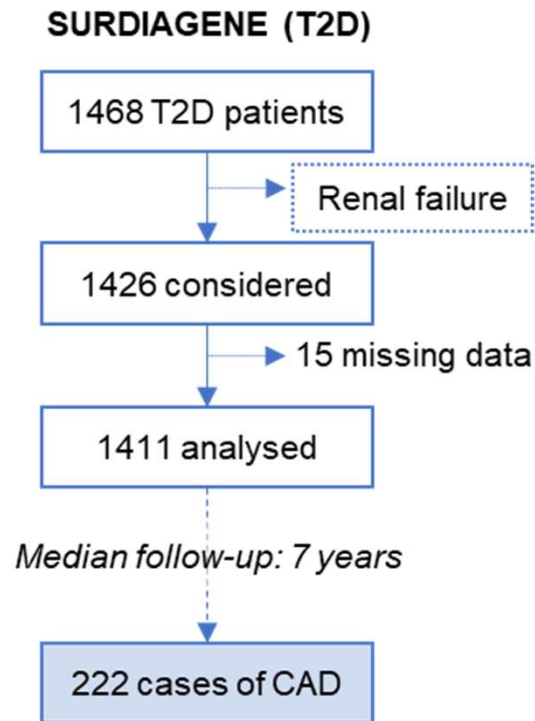 SURDIAGENE (T2D)
1468 T2D patients
Renal failure
1426 considered
15 missing data
1411 analysed
Median follow-up: 7 years
222 cases of CAD